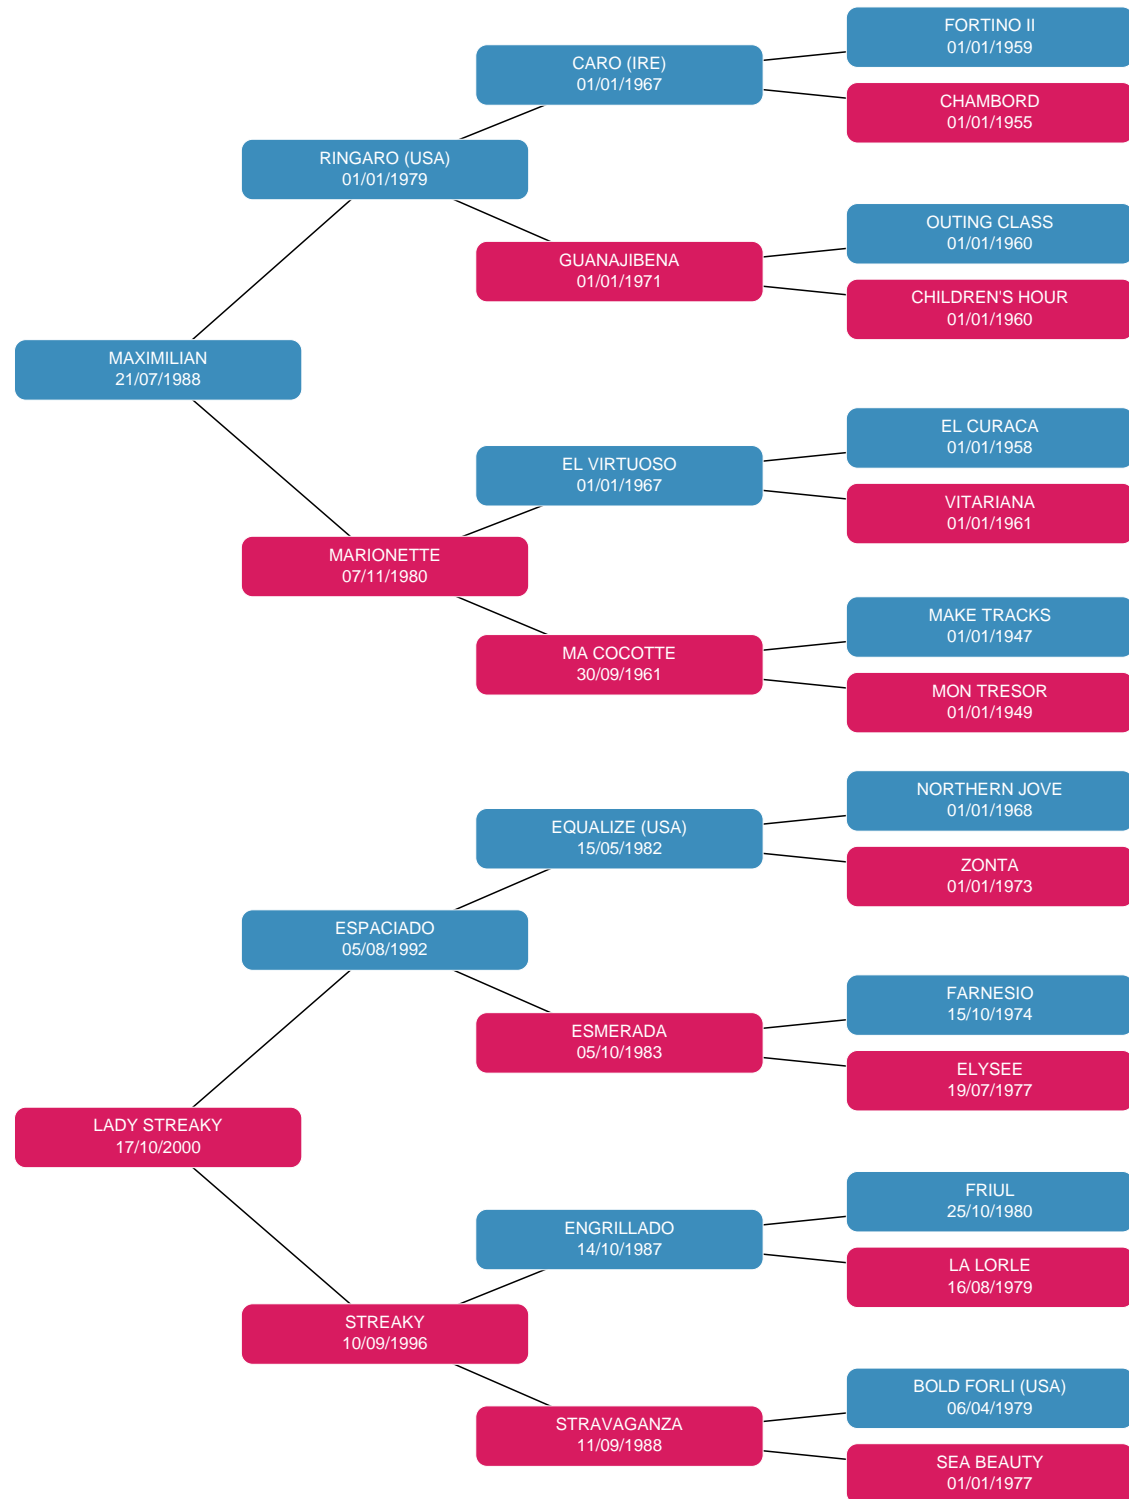 FORTINO II
01/01/1959
CARO (IRE)
01/01/1967
CHAMBORD
01/01/1955
RINGARO (USA)
01/01/1979
OUTING CLASS
01/01/1960
GUANAJIBENA
01/01/1971
CHILDREN'S HOUR
01/01/1960
MAXIMILIAN
21/07/1988
EL CURACA
01/01/1958
EL VIRTUOSO
01/01/1967
VITARIANA
01/01/1961
MARIONETTE
07/11/1980
MAKE TRACKS
01/01/1947
MA COCOTTE
30/09/1961
MON TRESOR
01/01/1949
NORTHERN JOVE
01/01/1968
EQUALIZE (USA)
15/05/1982
ZONTA
01/01/1973
ESPACIADO
05/08/1992
FARNESIO
15/10/1974
ESMERADA
05/10/1983
ELYSEE
19/07/1977
LADY STREAKY
17/10/2000
FRIUL
25/10/1980
ENGRILLADO
14/10/1987
LA LORLE
16/08/1979
STREAKY
10/09/1996
BOLD FORLI (USA)
06/04/1979
STRAVAGANZA
11/09/1988
SEA BEAUTY
01/01/1977